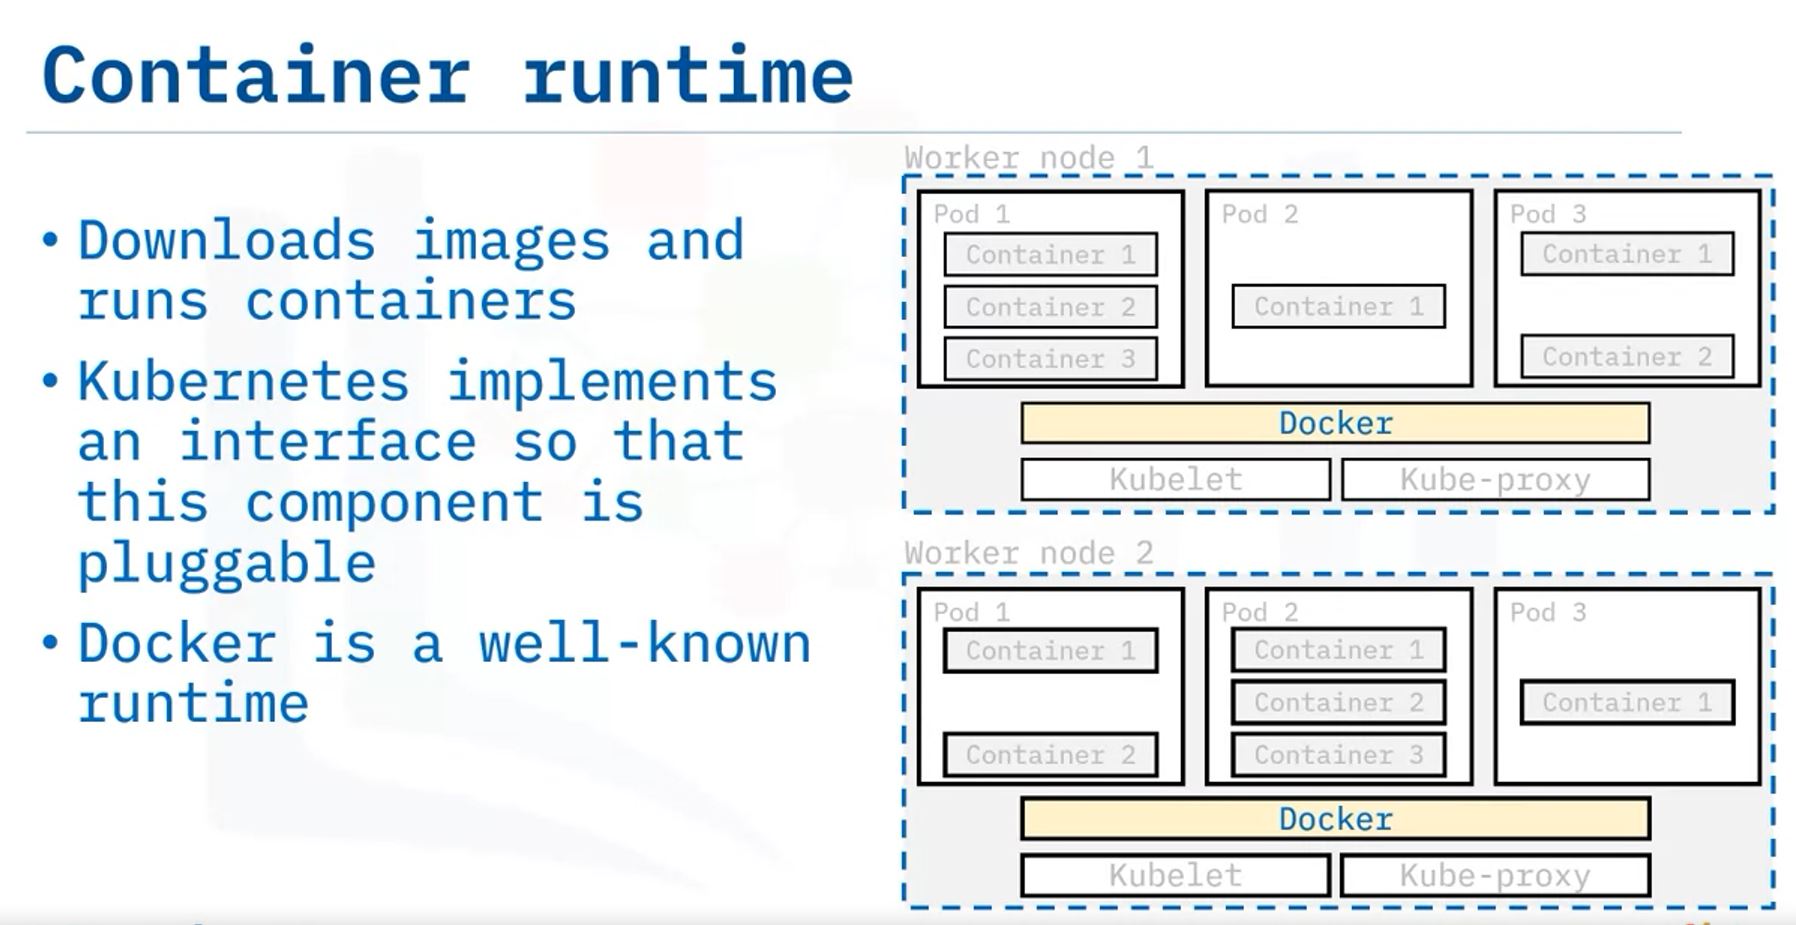 Container runtime
• Downloads images and
runs containers
• Kubernetes implements
an interface so that
this component is
pluggable
• Docker is a well-known
runtime
Worker node 1
Pod 1
Container 1
Container 2
Container 3
Pod 2
Container 1
Pod 3
Container 1
Container 2
Docker
Kubelet
Kube-proxy
Worker node 2
Pod 1
Container 1
Container 2
Pod 2
Container 1
Container 2
Container 3
Pod 3
Container 1
Docker
Kubelet
Kube-proxy